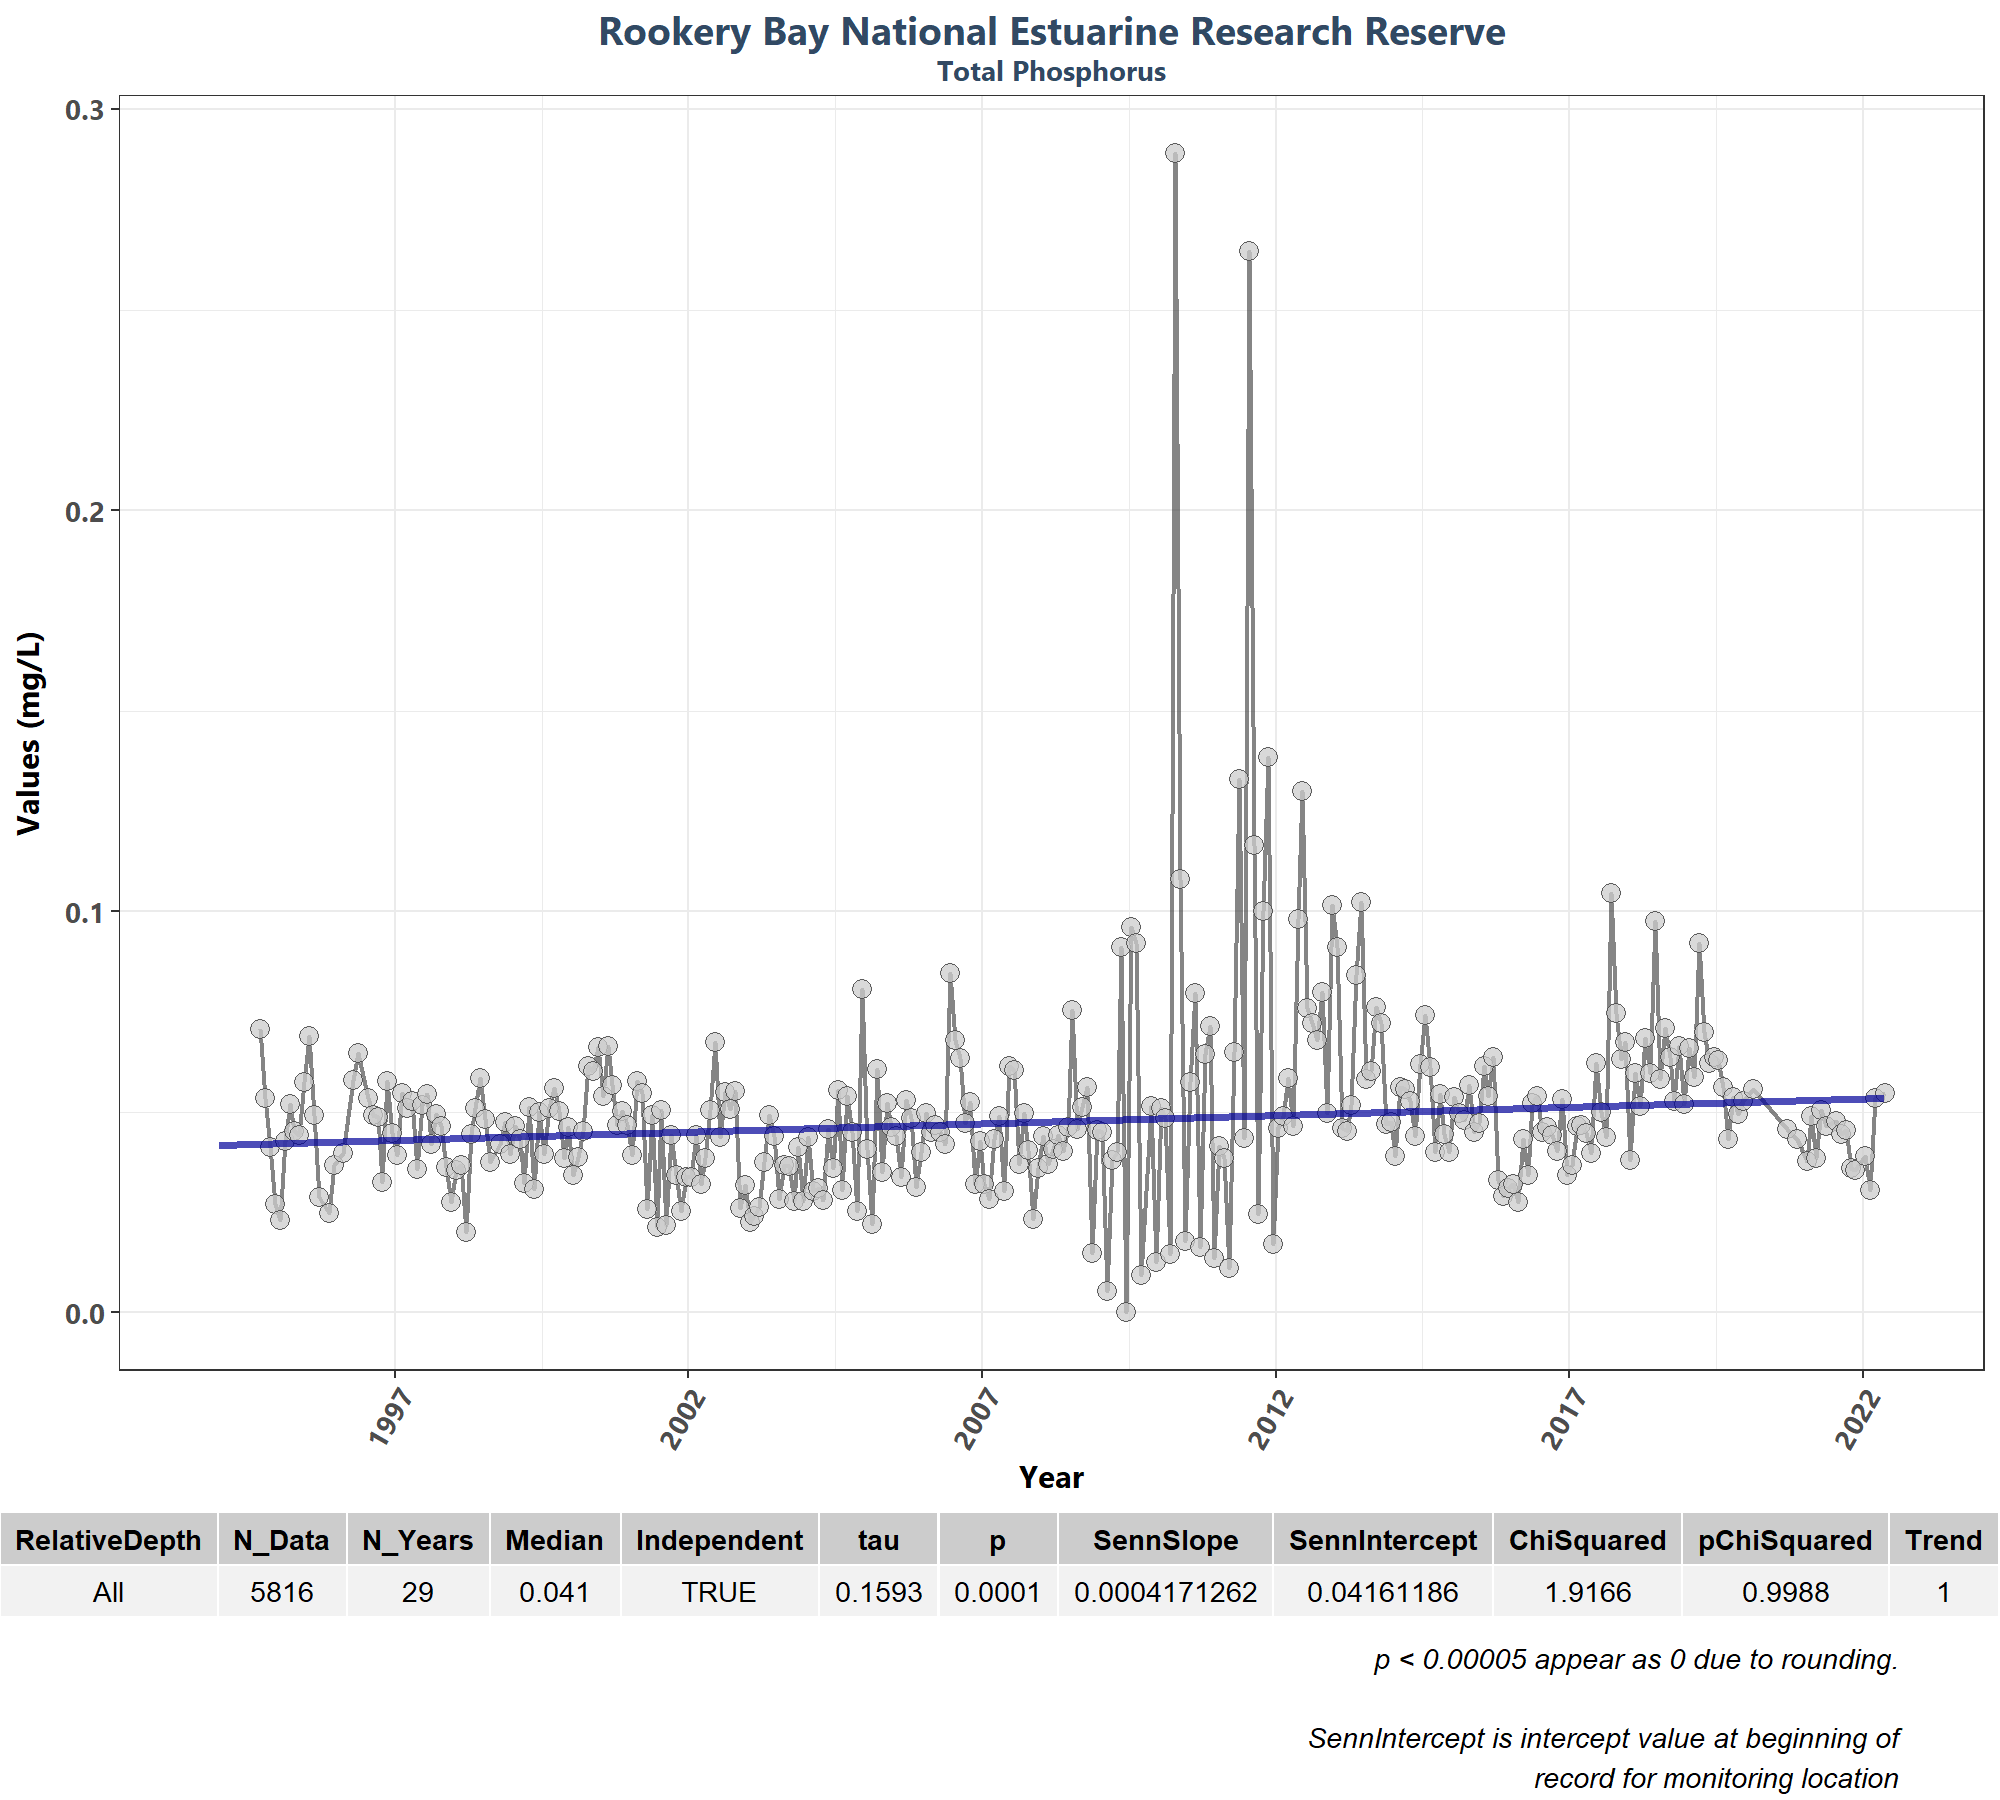 Rookery Bay National Estuarine Research Reserve
Total Phosphorus
0.3
0.2
0.1
0.0
Values (mg/L)
1997 2002 2007 2012 2017 2022
Year
RelativeDepth N_Data N_Years Median Independent tau p SennSlope SennIntercept ChiSquared pChiSquared Trend
All 5816 29 0.041 TRUE 0.1593 0.0001 0.0004171262 0.04161186 1.9166 0.9988 1
p < 0.00005 appear as 0 due to rounding.
SennIntercept is intercept value at beginning of
record for monitoring location